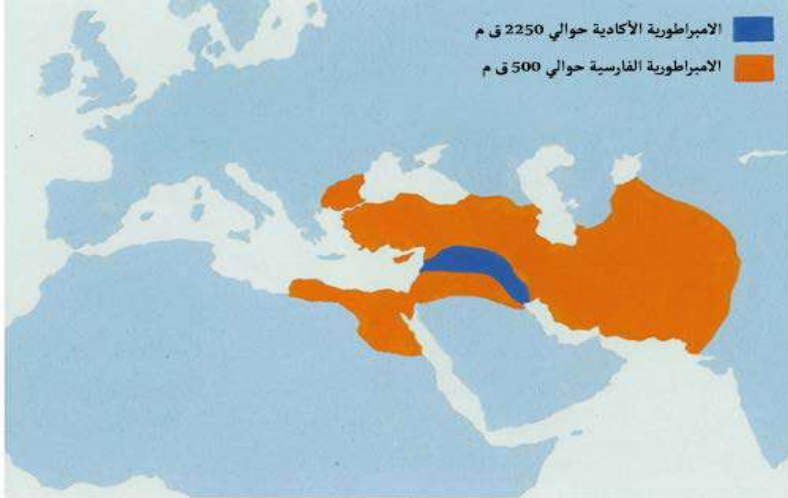 الامبراطورية الأكادية حوالي 2250 ق م
الامبراطورية الفارسية حوالي 500 ق م